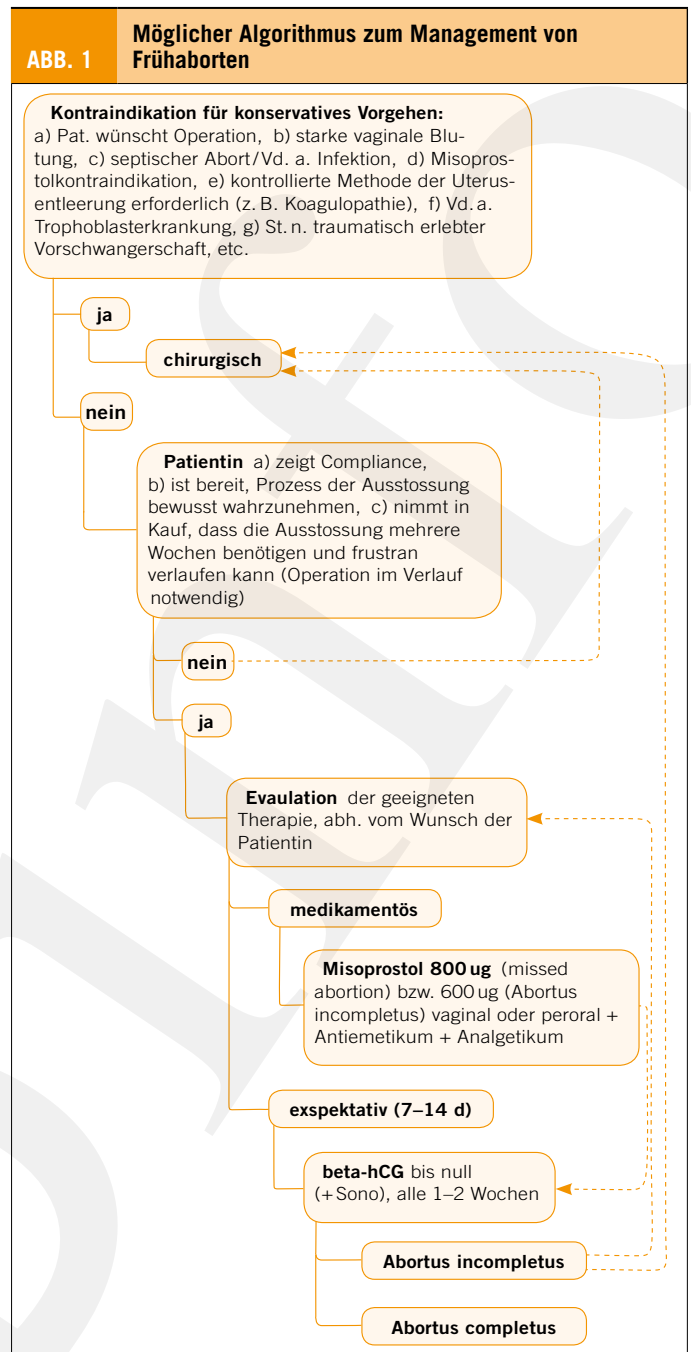 ABB. 1
Möglicher Algorithmus zum Management von
Frühaborten
Kontraindikation für konservatives Vorgehen:
a) Pat. wünscht Operation, b) starke vaginale Blu-
tung, c) septischer Abort/Vd. a. Infektion, d) Misopros-
tolkontraindikation, e) kontrollierte Methode der Uterus-
entleerung erforderlich (z. B. Koagulopathie), f) Vd. a.
Trophoblasterkrankung, g) St. n. traumatisch erlebter
Vorschwangerschaft, etc.
ja
chirurgisch
nein
Patientin a) zeigt Compliance,
b) ist bereit, Prozess der Ausstossung
bewusst wahrzunehmen, c) nimmt in
Kauf, dass die Ausstossung mehrere
Wochen benötigen und frustran
verlaufen kann (Operation im Verlauf
notwendig)
nein
ja
Evaulation der geeigneten
Therapie, abh. vom Wunsch der
Patientin
medikamentös
Misoprostol 800 ug (missed
abortion) bzw. 600 ug (Abortus
incompletus) vaginal oder peroral +
Antiemetikum + Analgetikum
exspektativ (7–14 d)
beta-hCG bis null
(+ Sono), alle 1–2 Wochen
Abortus incompletus
Abortus completus